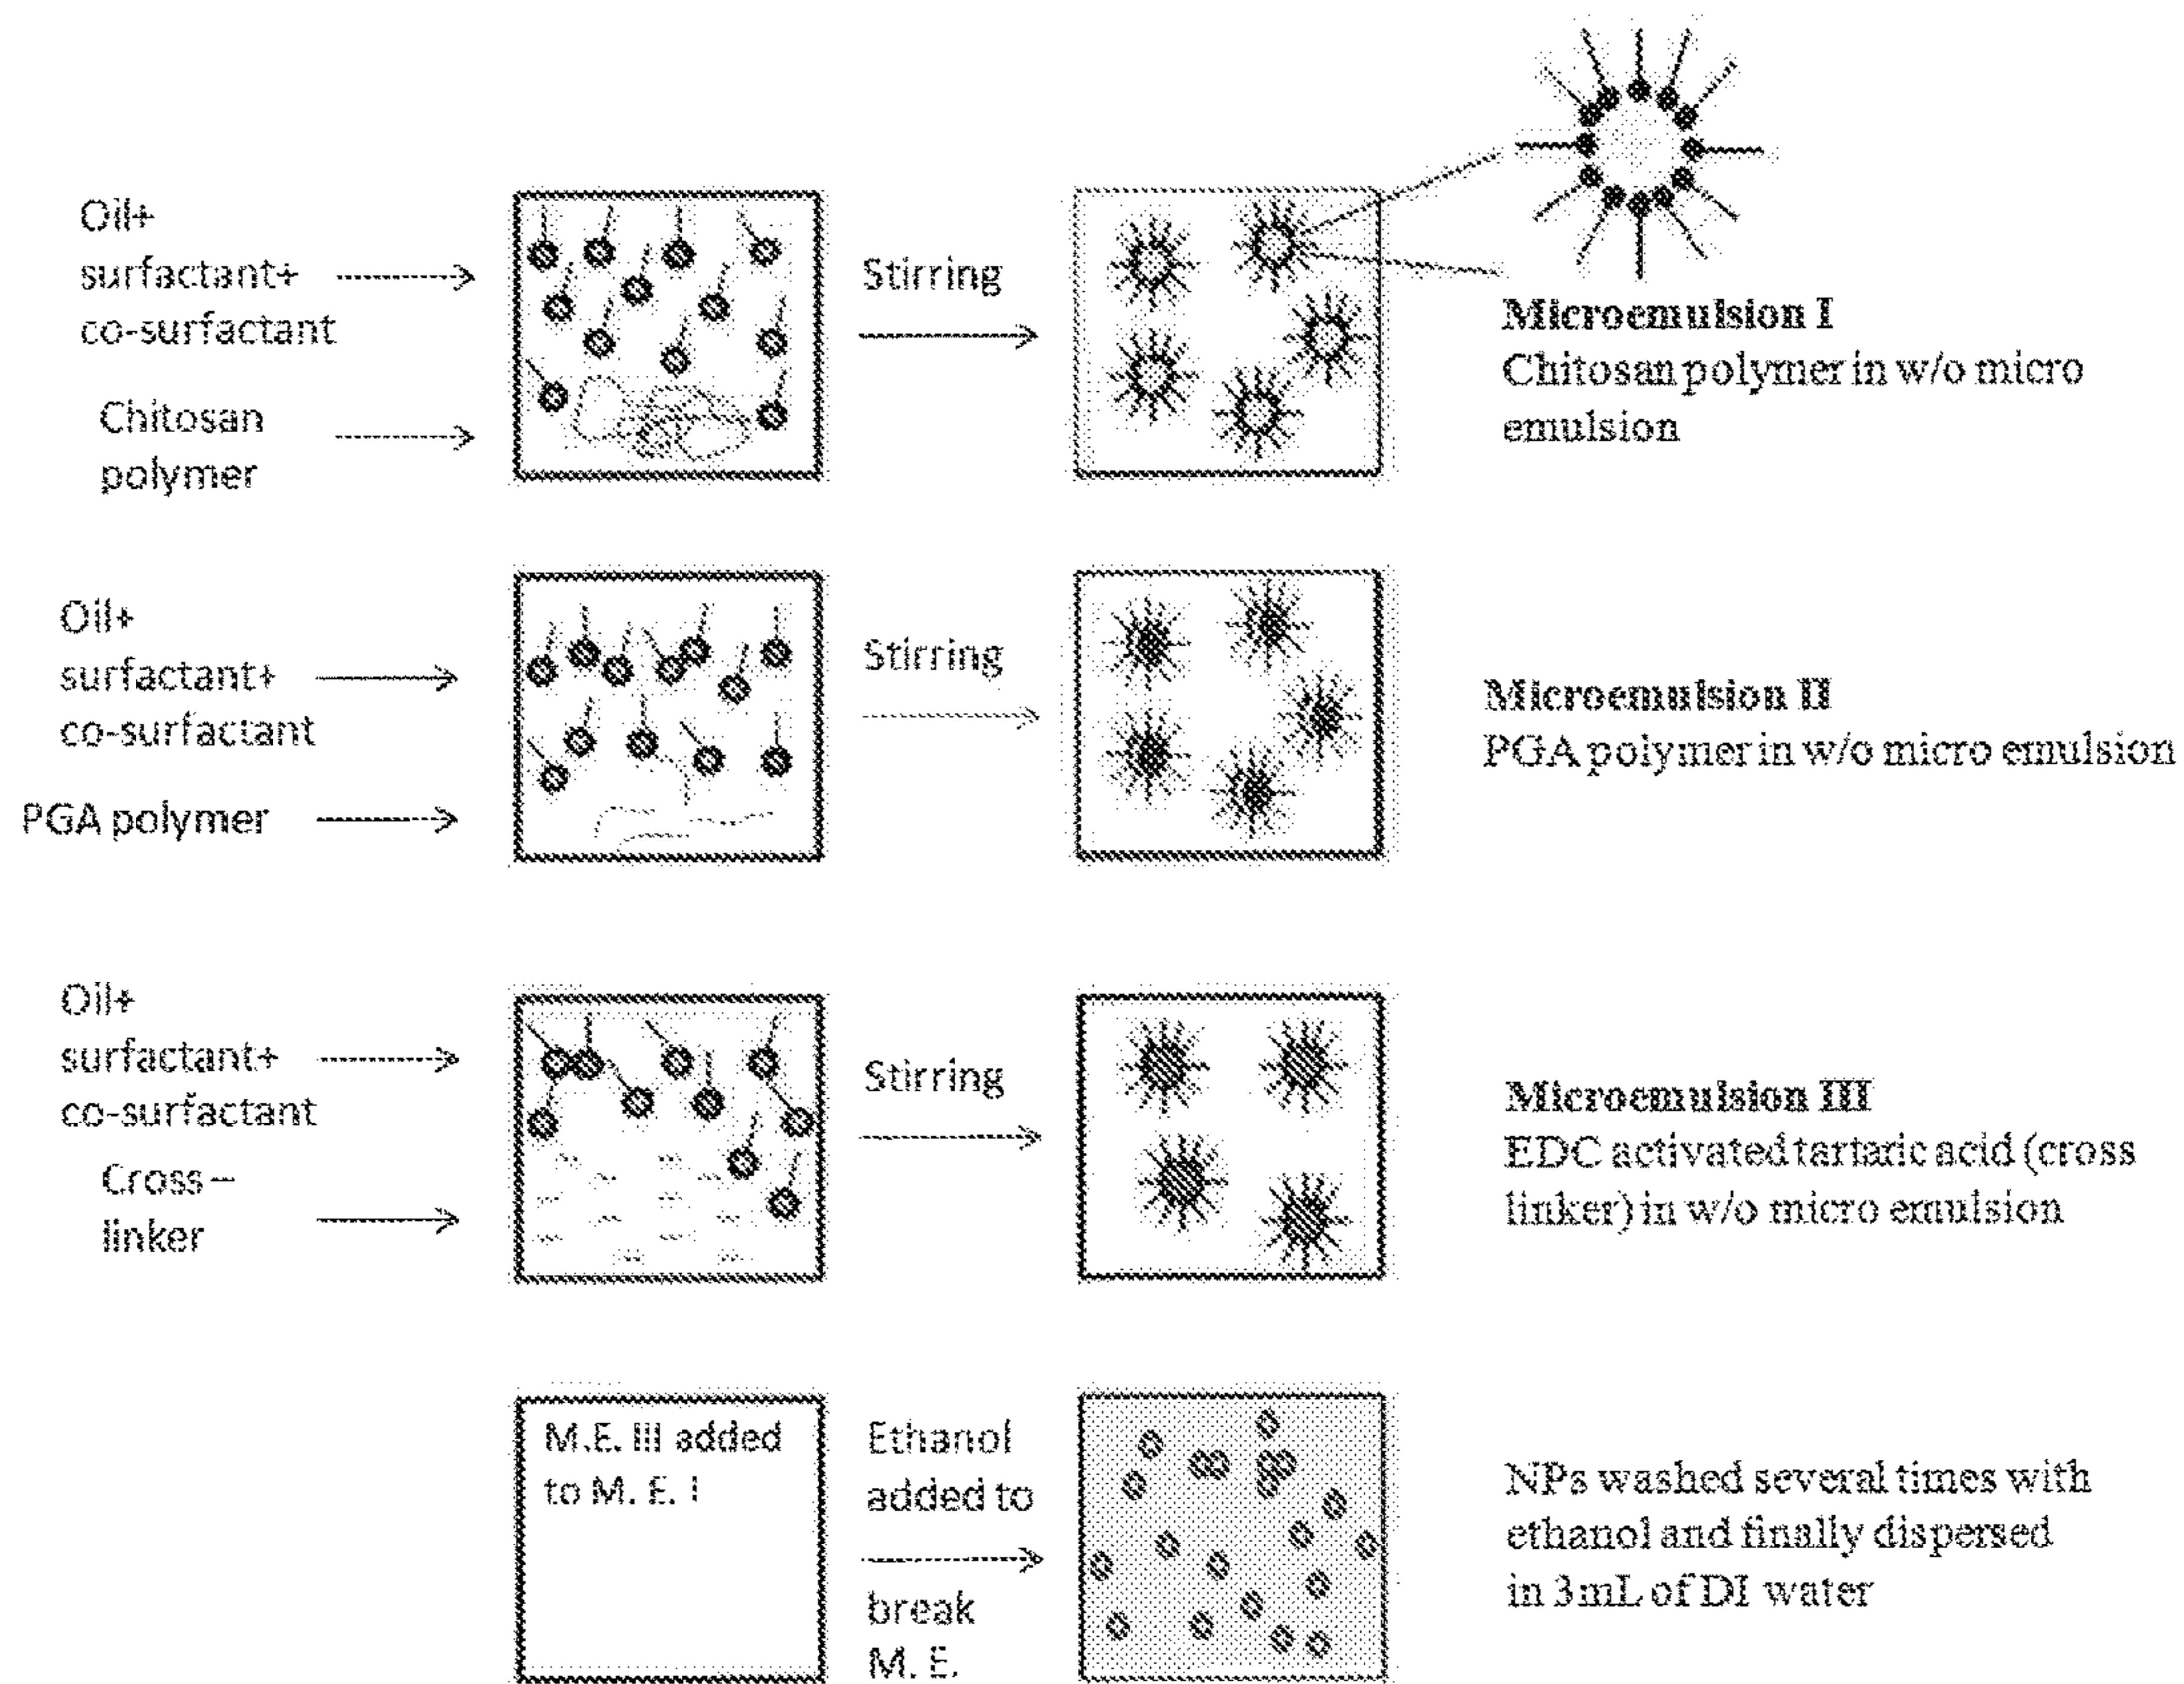 Oil+
surfactant+
co-surfactant
Chitosan
polymer
Stirring
Microemulsion I
Chitosan polymer in w/o micro
emulsion
Oil+
surfactant+
co-surfactant
PGA polymer
Stirring
Microemulsion II
PGA polymer in w/o micro emulsion
Oil+
surfactant+
co-surfactant
Cross–
linker
Stirring
Microemulsion III
EDC activated tartaric acid (cross
linker) in w/o micro emulsion
M.E. III added
to M. E. I
Ethanol
added to
break
M. E.
NPs washed several times with
ethanol and finally dispersed
in 3mL of DI water